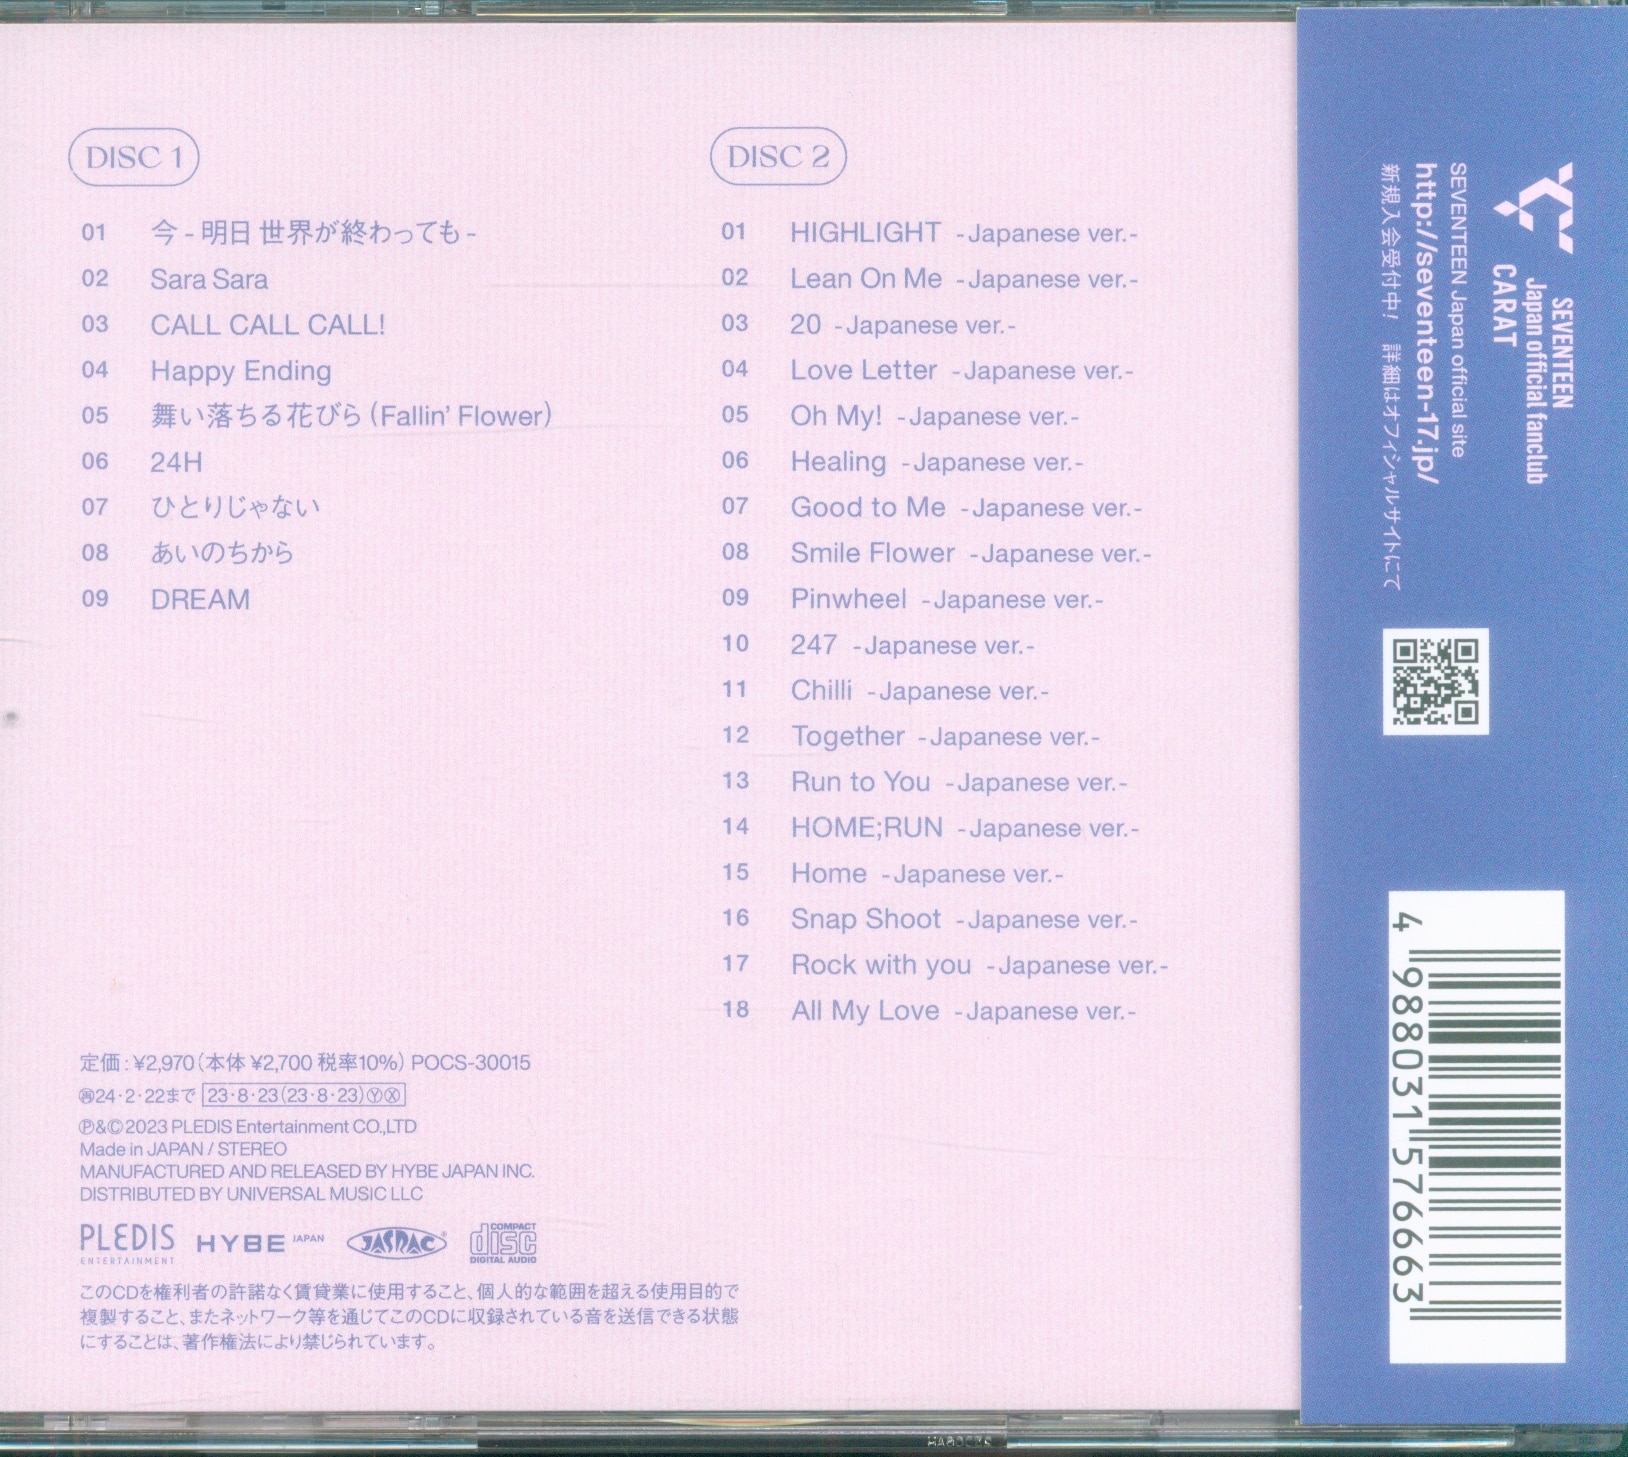 DISC 1
01 今 - 明日 世界が終わっても -
02 Sara Sara
03 CALL CALL CALL!
04 Happy Ending
05 舞い落ちる花びら (Fallin' Flower)
06 24H
07 ひとりじゃない
08 あいのちから
09 DREAM
DISC 2
01 HIGHLIGHT -Japanese ver.-
02 Lean On Me -Japanese ver.-
03 20 -Japanese ver.-
04 Love Letter -Japanese ver.-
05 Oh My! -Japanese ver.-
06 Healing -Japanese ver.-
07 Good to Me -Japanese ver.-
08 Smile Flower -Japanese ver.-
09 Pinwheel -Japanese ver.-
10 247 -Japanese ver.-
11 Chilli -Japanese ver.-
12 Together -Japanese ver.-
13 Run to You -Japanese ver.-
14 HOME;RUN -Japanese ver.-
15 Home -Japanese ver.-
16 Snap Shoot -Japanese ver.-
17 Rock with you -Japanese ver.-
18 All My Love -Japanese ver.-
定価:¥2,970(本体 ¥2,700 税率10%) POCS-30015
24・2・22まで 23・8・23(23・8・23)ⓎⓍ
Ⓟ&©2023 PLEDIS Entertainment CO.,LTD
Made in JAPAN / STEREO
MANUFACTURED AND RELEASED BY HYBE JAPAN INC.
DISTRIBUTED BY UNIVERSAL MUSIC LLC
PLEDIS
ENTERTAINMENT
HYBE JAPAN
JASRAC®
COMPACT
disc
DIGITAL AUDIO
このCDを権利者の許諾なく賃貸業に使用すること、個人的な範囲を超える使用目的で
複製すること、またネットワーク等を通じてこのCDに収録されている音を送信できる状態
にすることは、著作権法により禁じられています。
SEVENTEEN
Japan official fanclub
CARAT
SEVENTEEN Japan official site
http://seventeen-17.jp/
新規入会受付中! 詳細はオフィシャルサイトにて
4 988031 576663